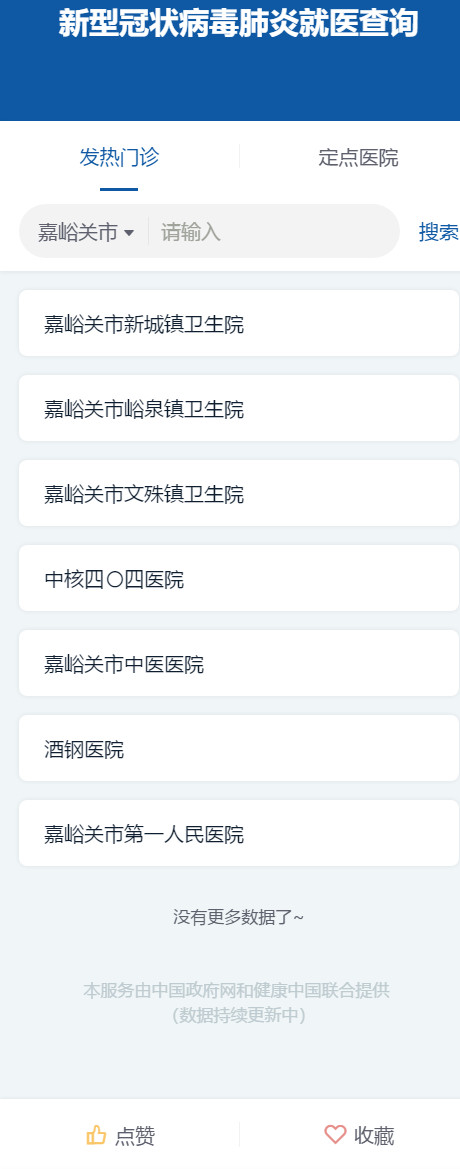 新型冠状病毒肺炎就医查询
发热门诊
定点医院
嘉峪关市
请输入
搜索
嘉峪关市新城镇卫生院
嘉峪关市峪泉镇卫生院
嘉峪关市文殊镇卫生院
中核四〇四医院
嘉峪关市中医医院
酒钢医院
嘉峪关市第一人民医院
没有更多数据了~
本服务由中国政府网和健康中国联合提供
（数据持续更新中）
点赞
收藏